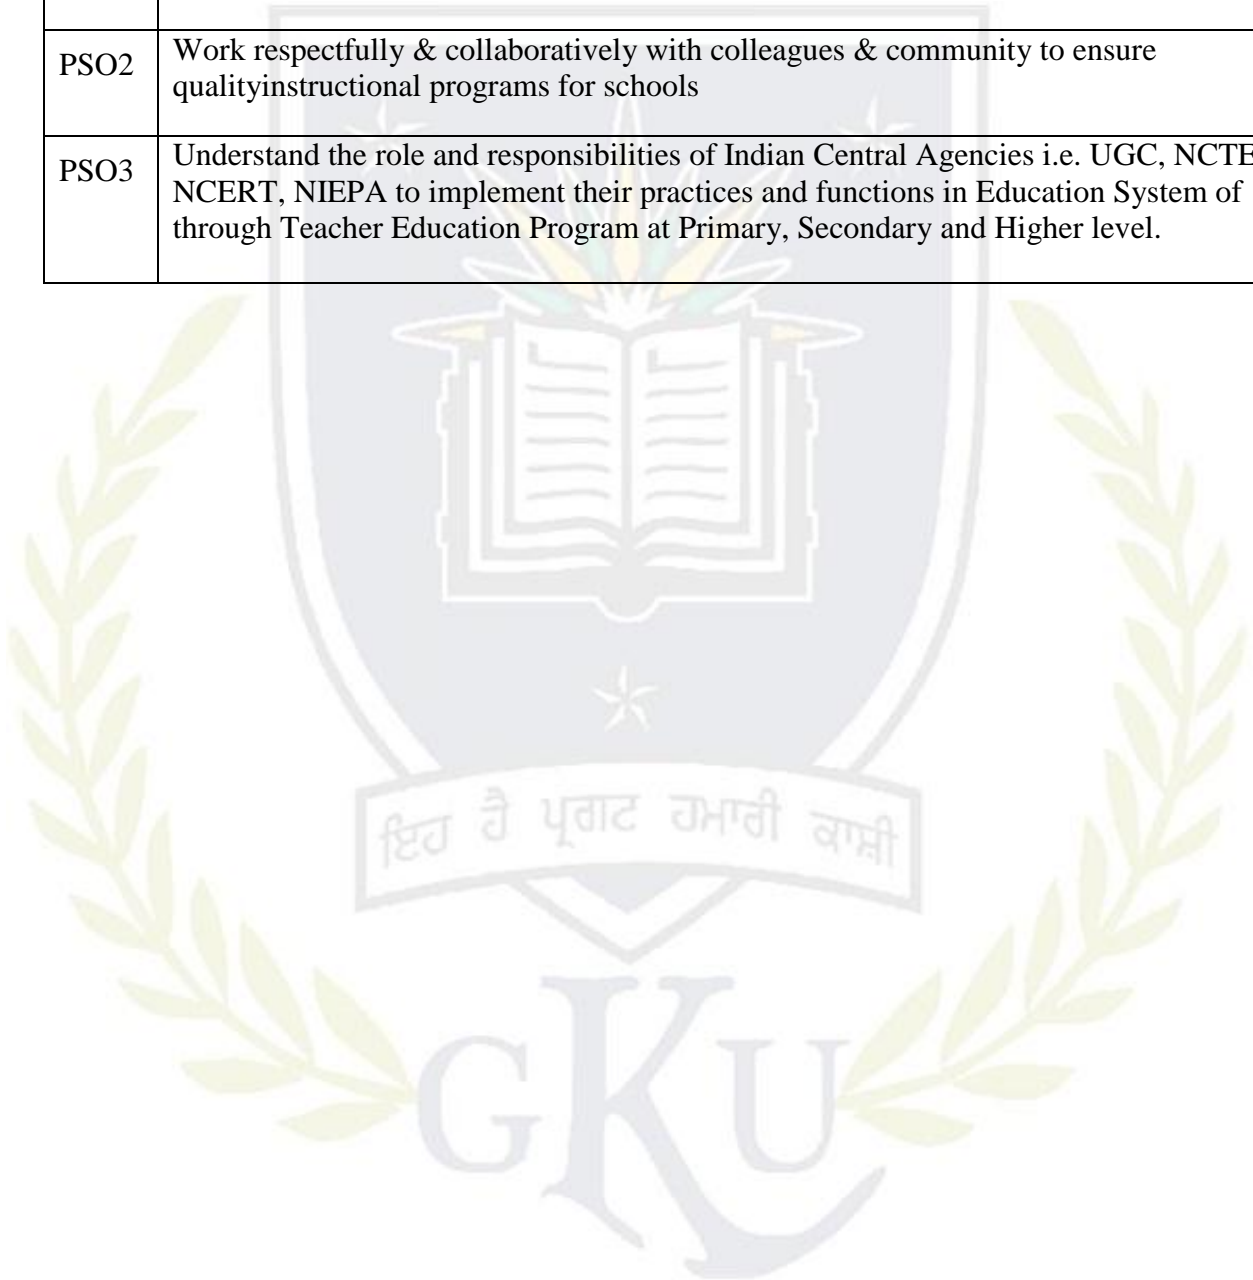 PSO2
Work respectfully & collaboratively with colleagues & community to ensure
qualityinstructional programs for schools
PSO3
Understand the role and responsibilities of Indian Central Agencies i.e. UGC, NCTE
NCERT, NIEPA to implement their practices and functions in Education System of
through Teacher Education Program at Primary, Secondary and Higher level.
ਇਹ ਹੈ ਪ੍ਰਗਟ ਹਮਾਰੀ ਕਾਸ਼ੀ
GKU